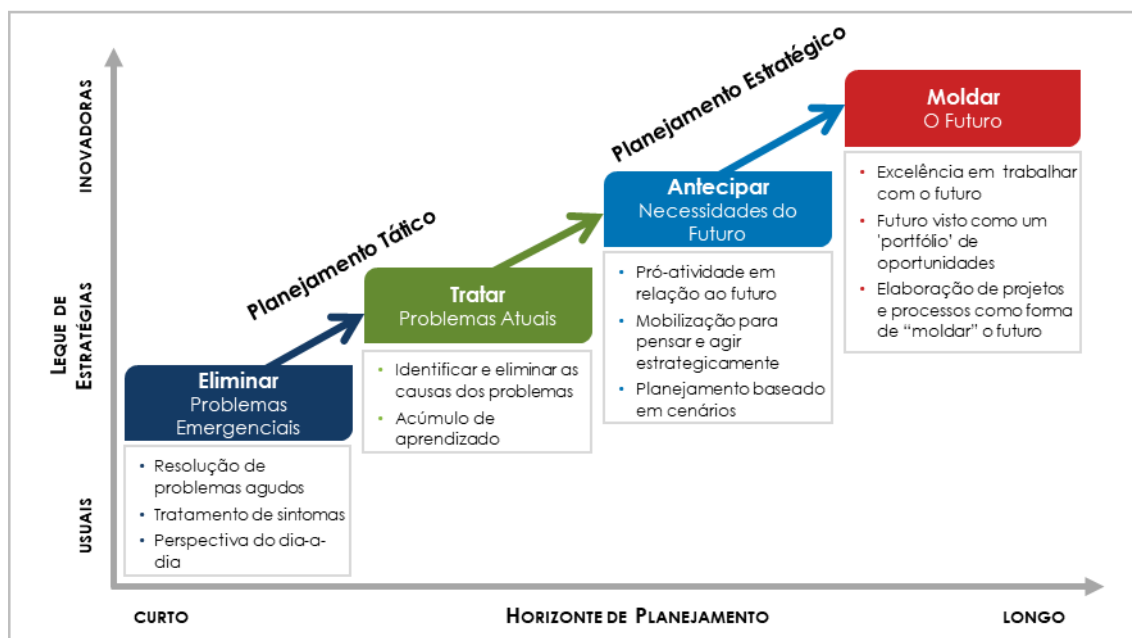 INOVADORAS
LEQUE DE
ESTRATÉGIAS
USUAIS
Planejamento Tático
Planejamento Estratégico
Eliminar
Problemas
Emergenciais
• Resolução de
problemas agudos
• Tratamento de sintomas
• Perspectiva do dia-a-
dia
Tratar
Problemas Atuais
• Identificar e eliminar as
causas dos problemas
• Acúmulo de
aprendizado
Antecipar
Necessidades do
Futuro
• Pró-atividade em
relação ao futuro
• Mobilização para
pensar e agir
estrategicamente
• Planejamento baseado
em cenários
Moldar
O Futuro
• Excelência em trabalhar
com o futuro
• Futuro visto como um
'portfólio' de
oportunidades
• Elaboração de projetos
e processos como forma
de “moldar” o futuro
CURTO
HORIZONTE DE PLANEJAMENTO
LONGO